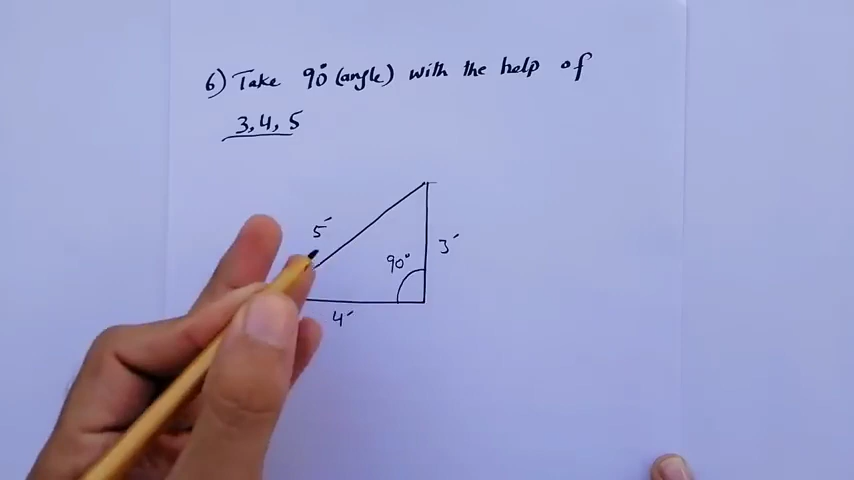 6) Take 90° (angle) with the help of
3, 4, 5
5′
90°
3′
4′